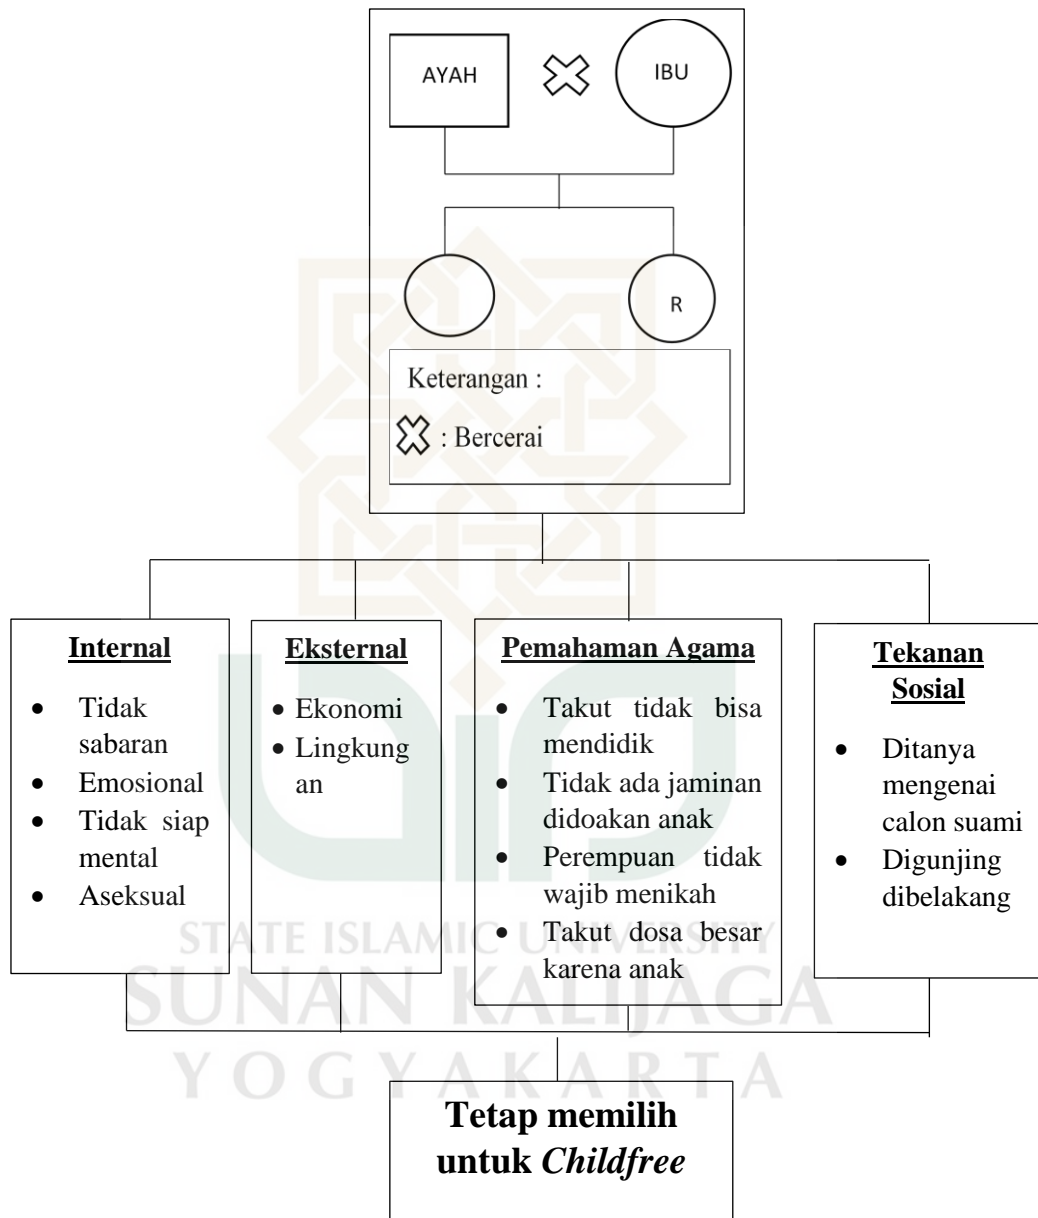 AYAH
IBU
R
Keterangan :
: Bercerai
Internal
• Tidak
sabaran
• Emosional
• Tidak siap
mental
• Aseksual
Eksternal
• Ekonomi
• Lingkung
an
Pemahaman Agama
• Takut tidak bisa
mendidik
• Tidak ada jaminan
didoakan anak
• Perempuan tidak
wajib menikah
• Takut dosa besar
karena anak
Tekanan
Sosial
• Ditanya
mengenai
calon suami
• Digunjing
dibelakang
STATE ISLAMIC UNIVERSITY
SUNAN KALIJAGA
YOGYAKARTA
Tetap memilih
untuk Childfree